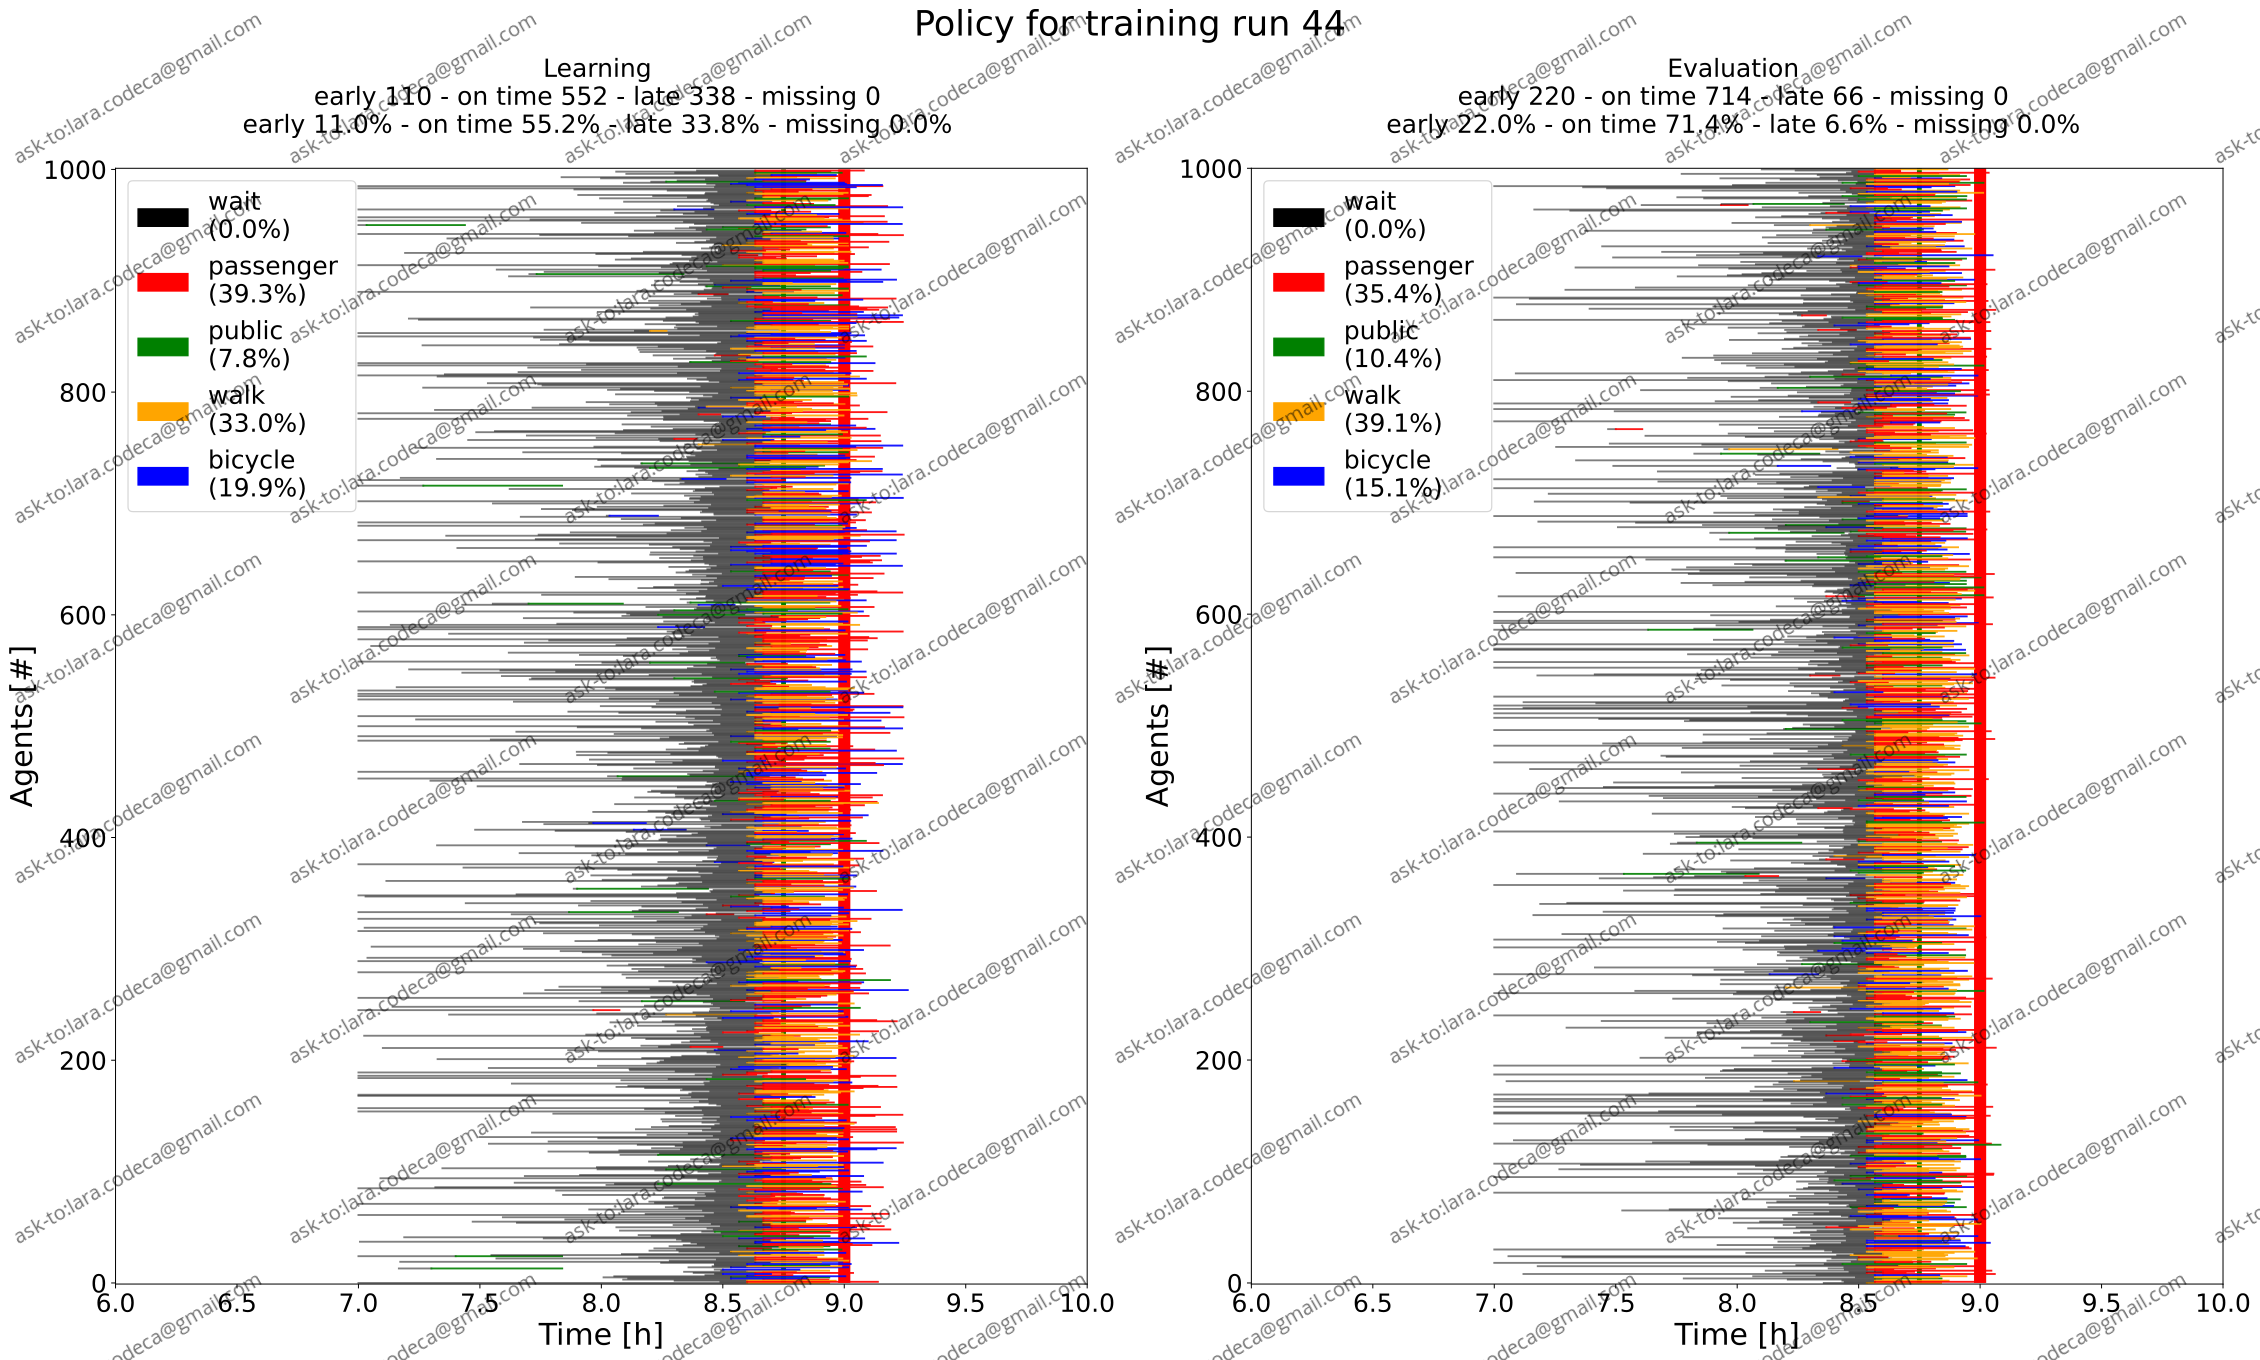 Policy for training run 44
Learning
early 110 - on time 552 - late 338 - missing 0
early 11.0% - on time 55.2% - late 33.8% - missing 0.0%
1000
800
600
400
200
0
Agents [#]
wait
(0.0%)
passenger
(39.3%)
public
(7.8%)
walk
(33.0%)
bicycle
(19.9%)
6.0 6.5 7.0 7.5 8.0 8.5 9.0 9.5 10.0
Time [h]
Evaluation
early 220 - on time 714 - late 66 - missing 0
early 22.0% - on time 71.4% - late 6.6% - missing 0.0%
1000
800
600
400
200
0
Agents [#]
wait
(0.0%)
passenger
(35.4%)
public
(10.4%)
walk
(39.1%)
bicycle
(15.1%)
6.0 6.5 7.0 7.5 8.0 8.5 9.0 9.5 10.0
Time [h]
ask-to:lara.codeca@gmail.com